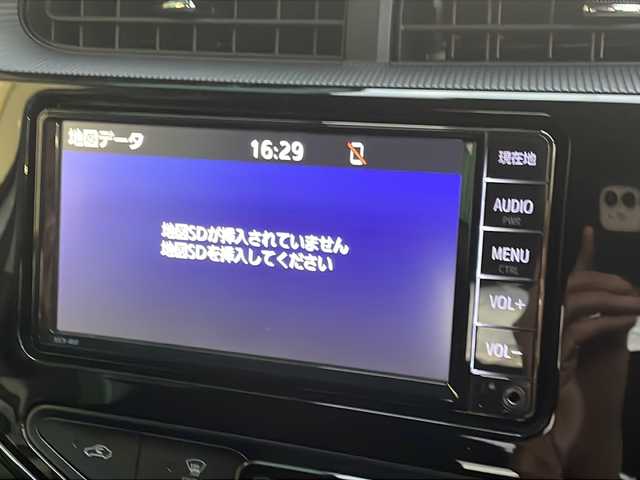 地図データ
16:29
現在地
AUDIO
PWR
地図SDが挿入されていません
地図SDを挿入してください
MENU
CTRL
VOL+
VOL-